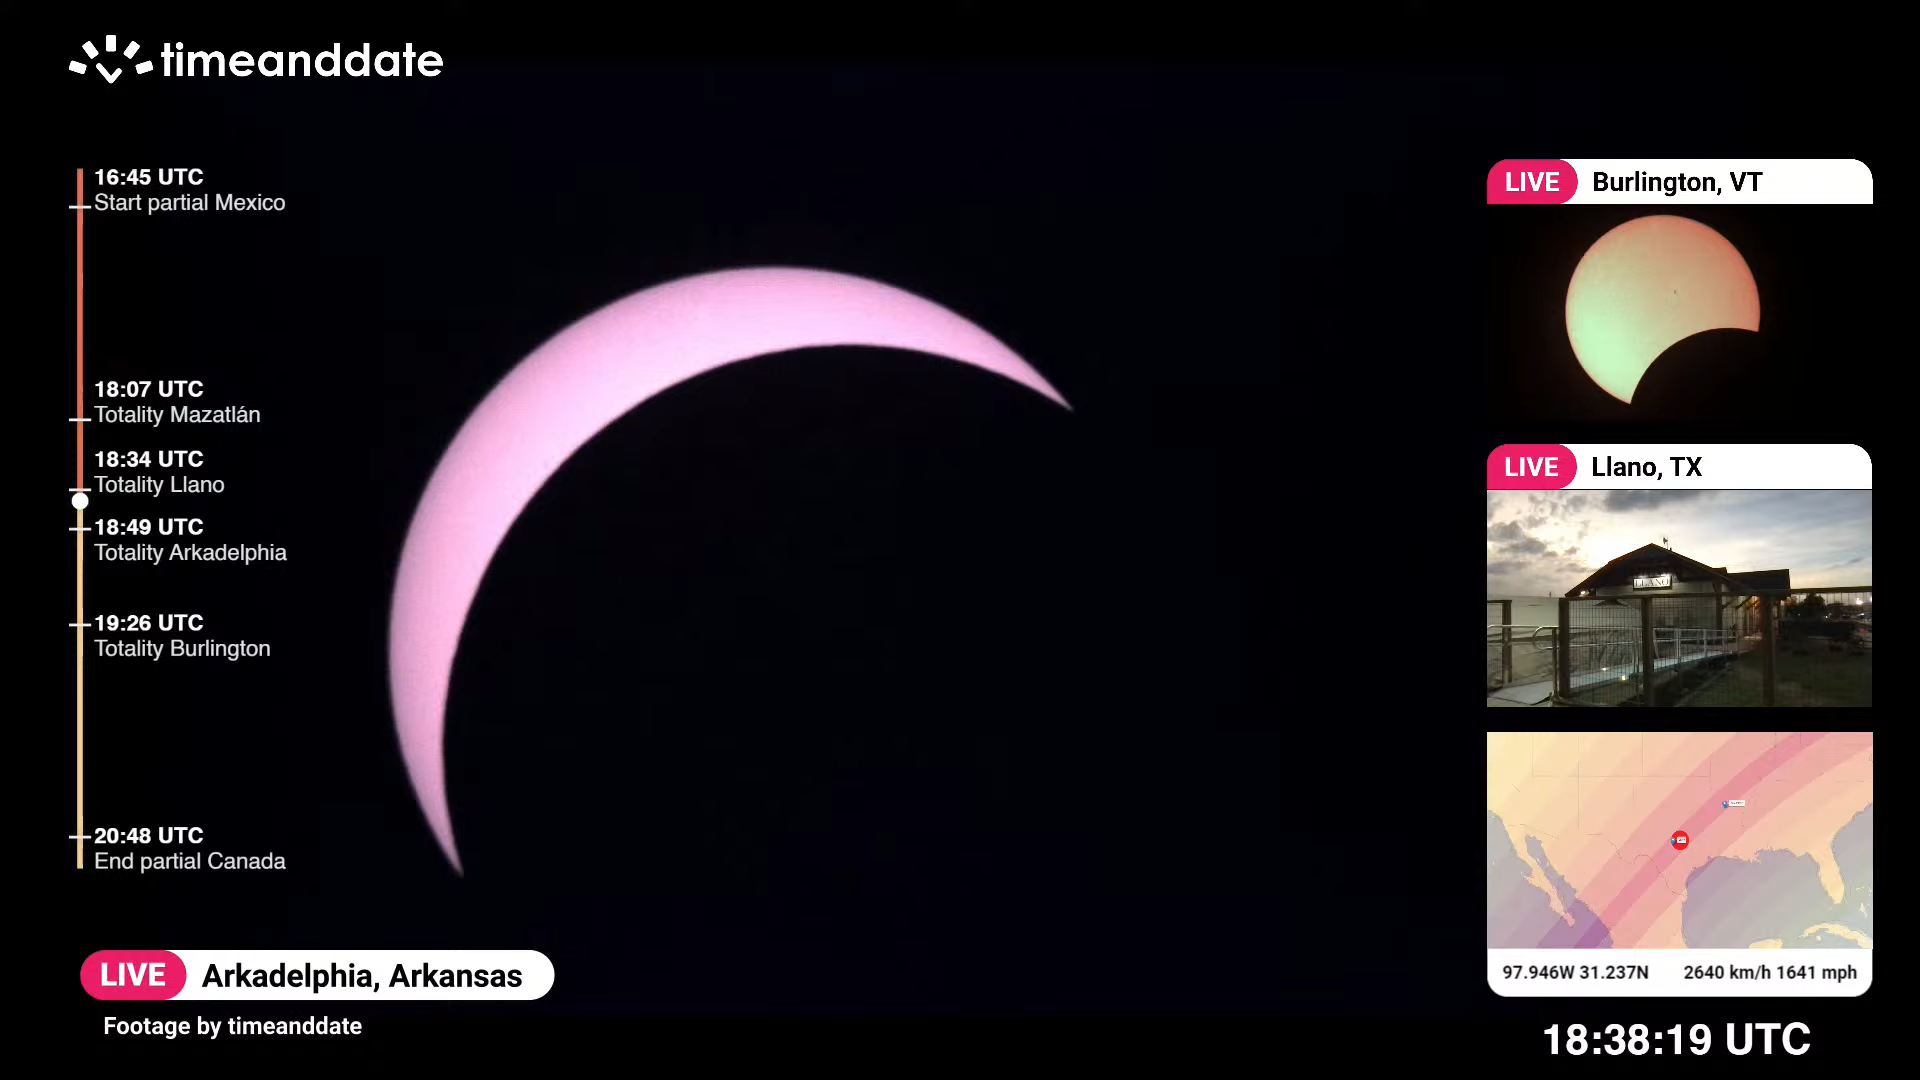 timeanddate
16:45 UTC
Start partial Mexico
18:07 UTC
Totality Mazatlán
18:34 UTC
Totality Llano
18:49 UTC
Totality Arkadelphia
19:26 UTC
Totality Burlington
20:48 UTC
End partial Canada
LIVE Arkadelphia, Arkansas
Footage by timeanddate
LIVE Burlington, VT
LIVE Llano, TX
LLANO
97.946W 31.237N 2640 km/h 1641 mph
18:38:19 UTC